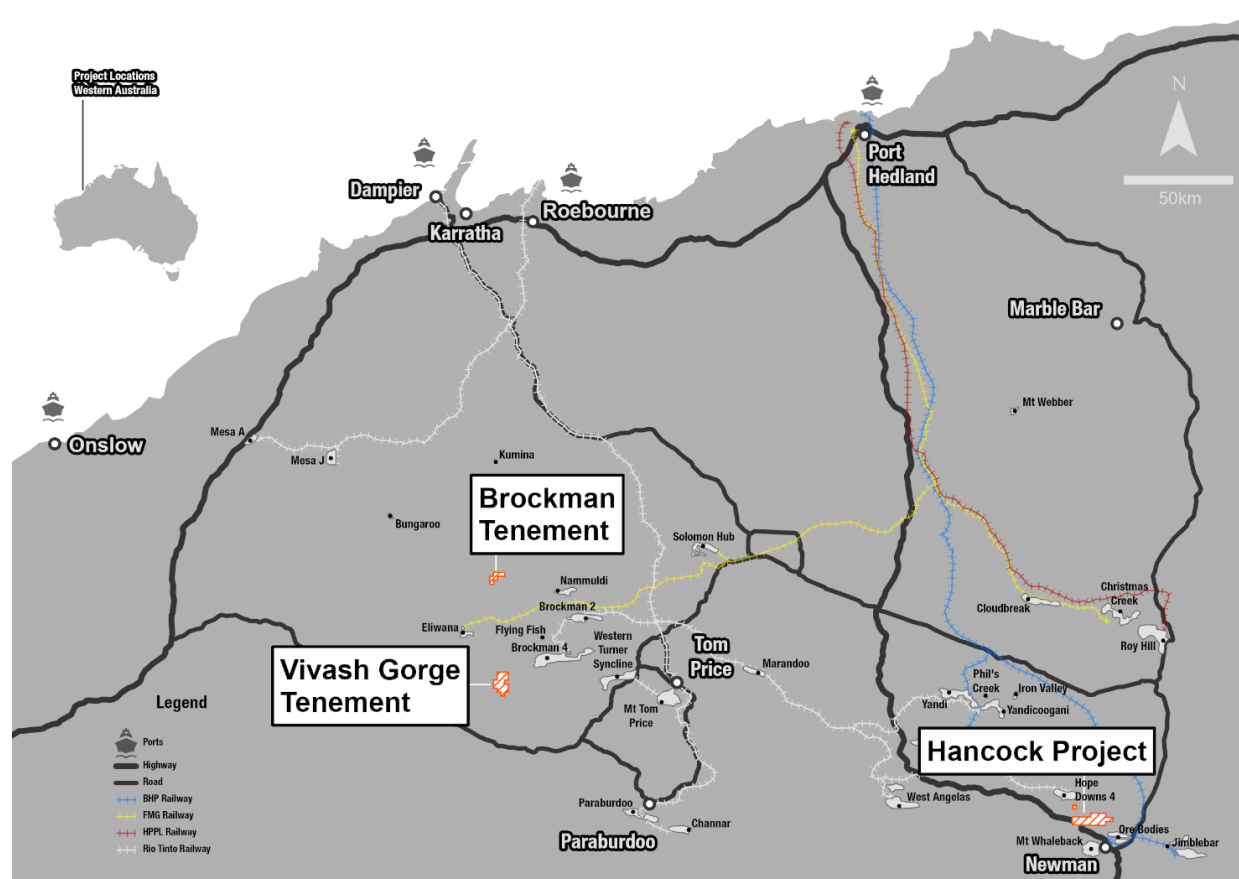 Project Locations
Western Australia
N
50km
Port
Hedland
Dampier
Karratha
Roebourne
Marble Bar
Mt Webber
Onslow
Mesa A
Mesa J
Kumina
Bungaroo
Brockman
Tenement
Solomon Hub
Nammuldi
Brockman 2
Eliwana
Flying Fish
Brockman 4
Western
Turner
Syncline
Tom
Price
Marandoo
Cloudbreak
Christmas
Creek
Roy Hill
Vivash Gorge
Tenement
Mt Tom
Price
Phil's
Creek
Iron Valley
Yandi
Yandicoogani
Hancock Project
Hope
Downs 4
West Angelas
Paraburdoo
Channar
Paraburdoo
Ore Bodies
Mt Whaleback
Jimblebar
Newman
Legend
Ports
Highway
Road
BHP Railway
FMG Railway
HPPL Railway
Rio Tinto Railway